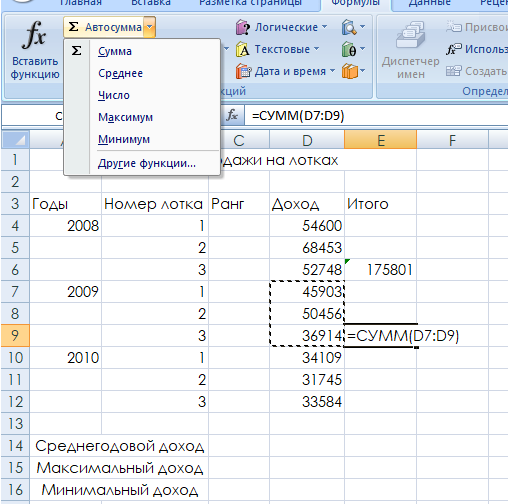 Вставка Разметка страницы Формулы Данные Рецен
fx Σ Автосумма Логические Присвои
Вставить функцию Текстовые Диспетчер имен fx Использ
Дата и время Создать
Σ Сумма
Среднее
Число
Максимум
Минимум
Другие функции...
ций Определ
С fx =СУММ(D7:D9)
A B C D E F
1 одажи на лотках
2
3 Годы Номер лотка Ранг Доход Итого
4 2008 1 54600
5 2 68453
6 3 52748 175801
7 2009 1 45903
8 2 50456
9 3 36914 =СУММ(D7:D9)
10 2010 1 34109
11 2 31745
12 3 33584
13
14 Среднегодовой доход
15 Максимальный доход
16 Минимальный доход